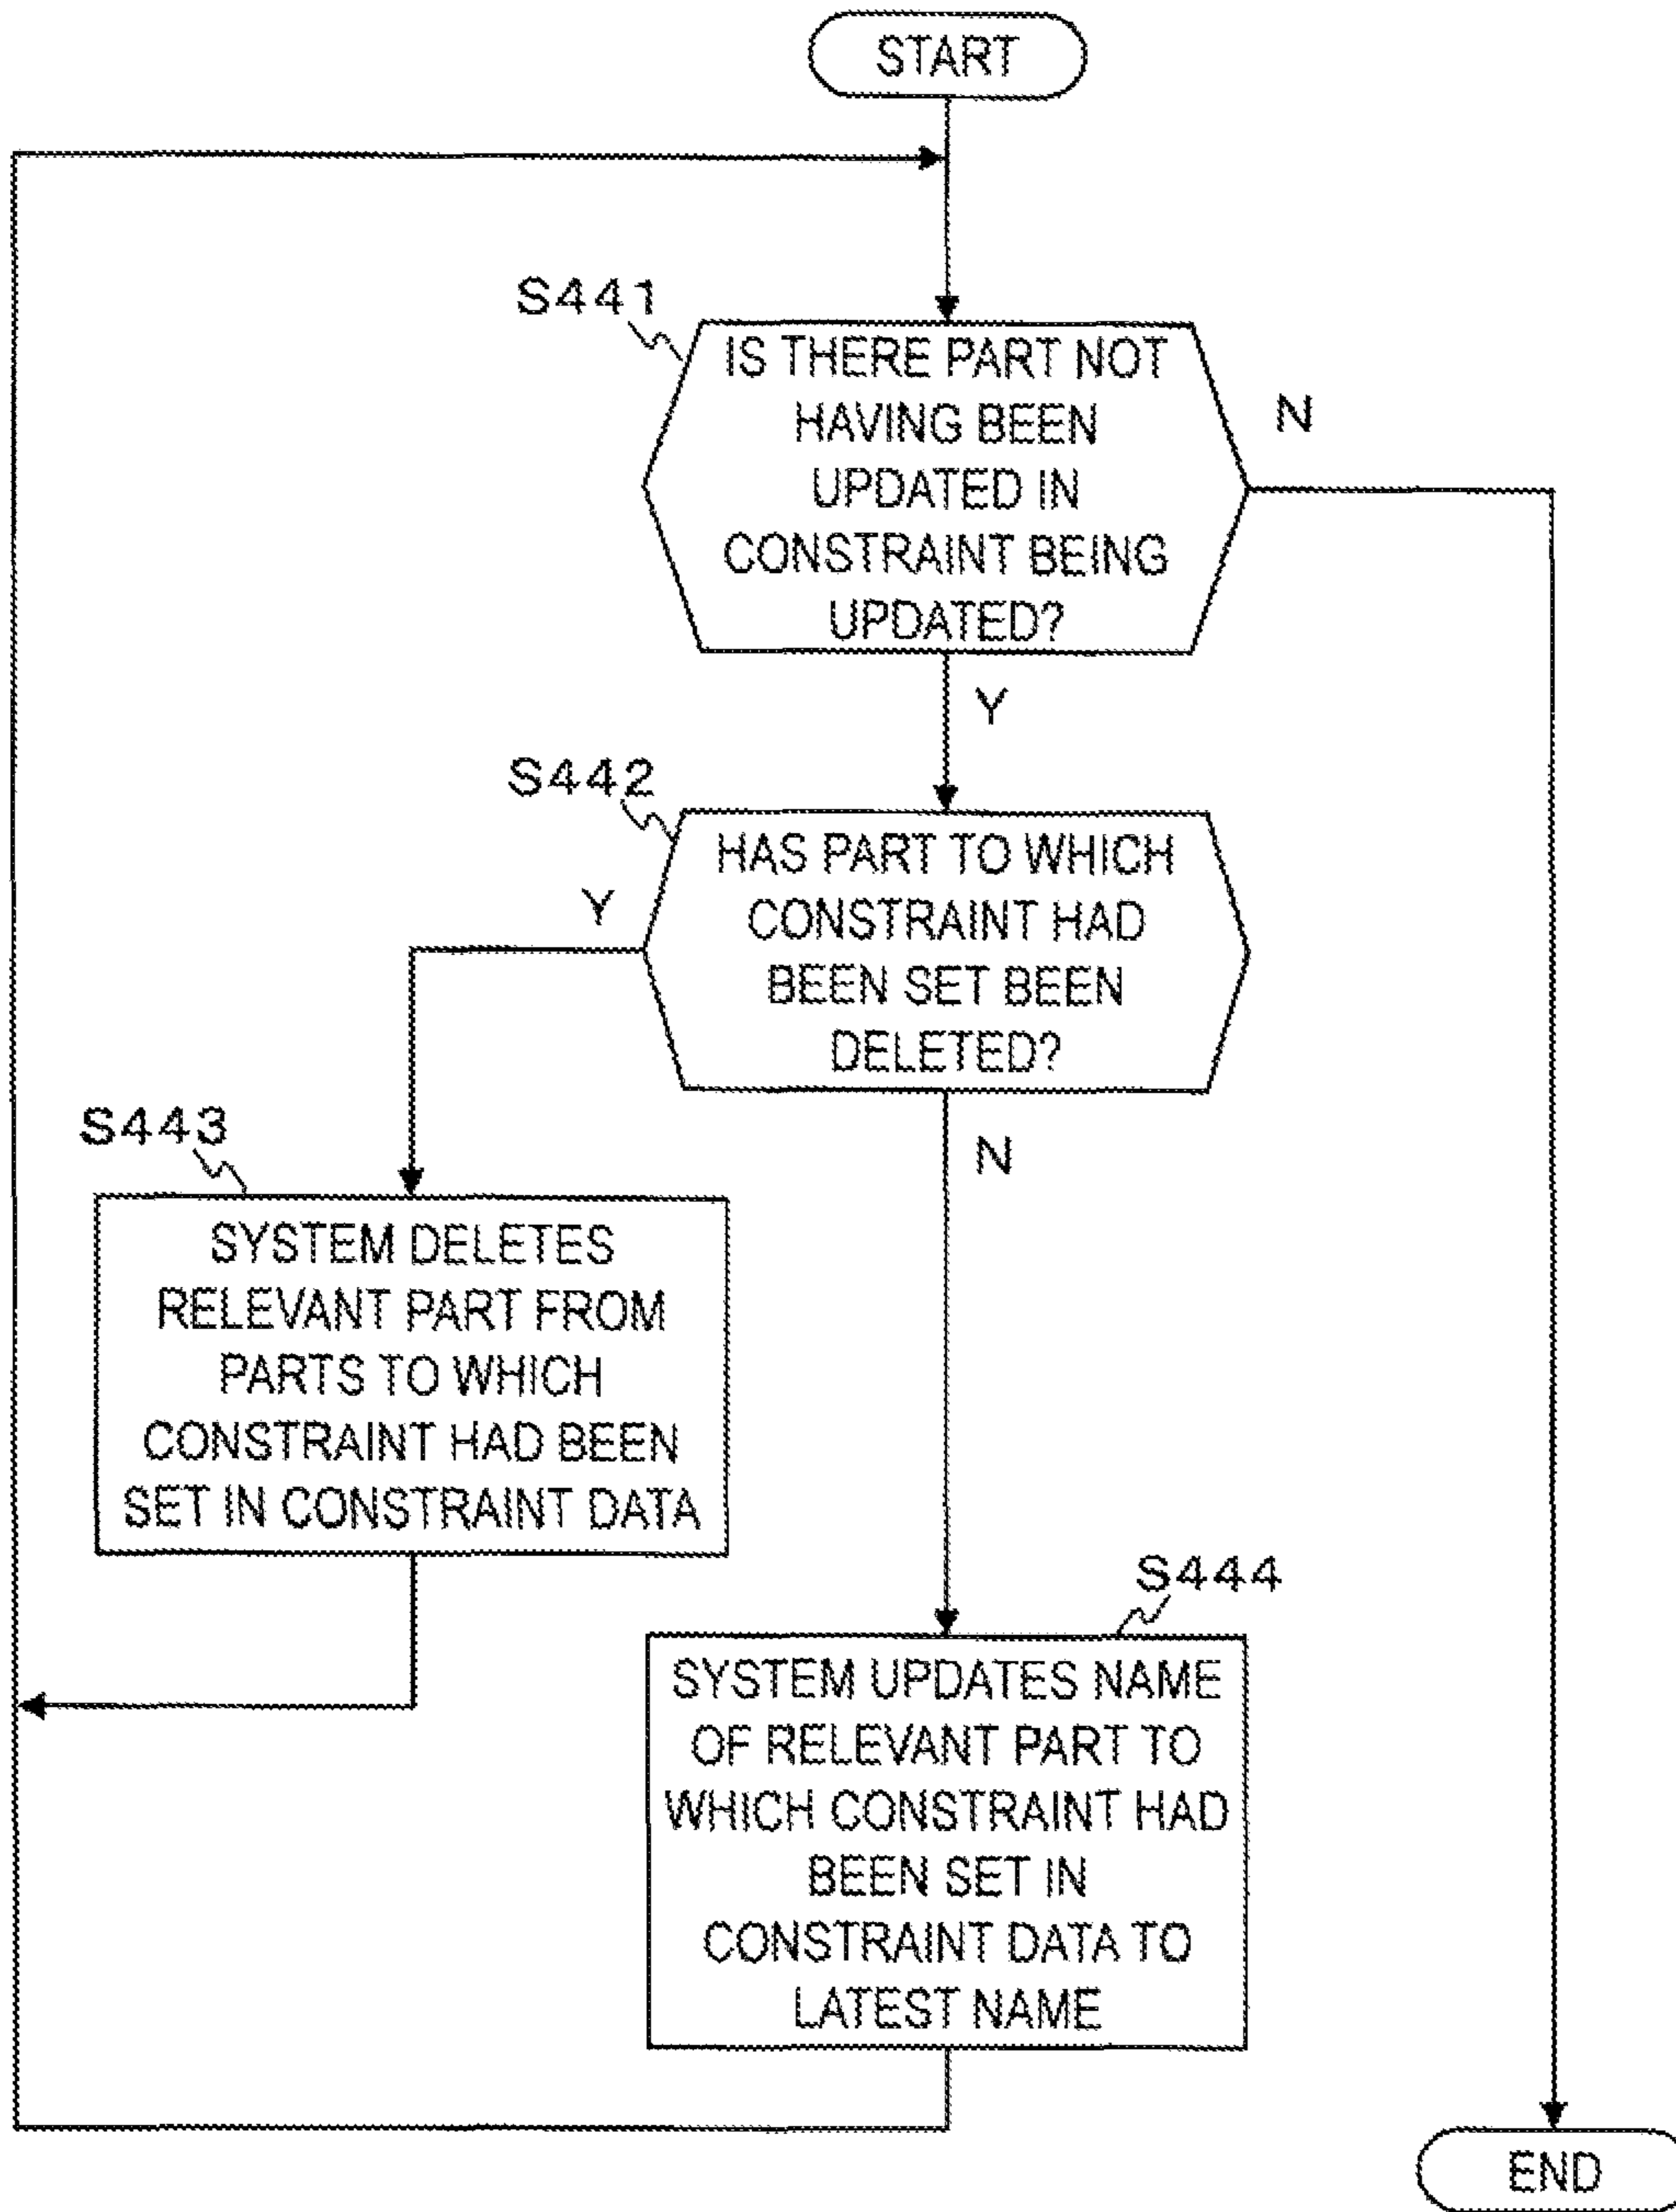 START
S441
IS THERE PART NOT
HAVING BEEN
UPDATED IN
CONSTRAINT BEING
UPDATED?
N
Y
S442
HAS PART TO WHICH
CONSTRAINT HAD
BEEN SET BEEN
DELETED?
Y
N
S443
SYSTEM DELETES
RELEVANT PART FROM
PARTS TO WHICH
CONSTRAINT HAD BEEN
SET IN CONSTRAINT DATA
S444
SYSTEM UPDATES NAME
OF RELEVANT PART TO
WHICH CONSTRAINT HAD
BEEN SET IN
CONSTRAINT DATA TO
LATEST NAME
END